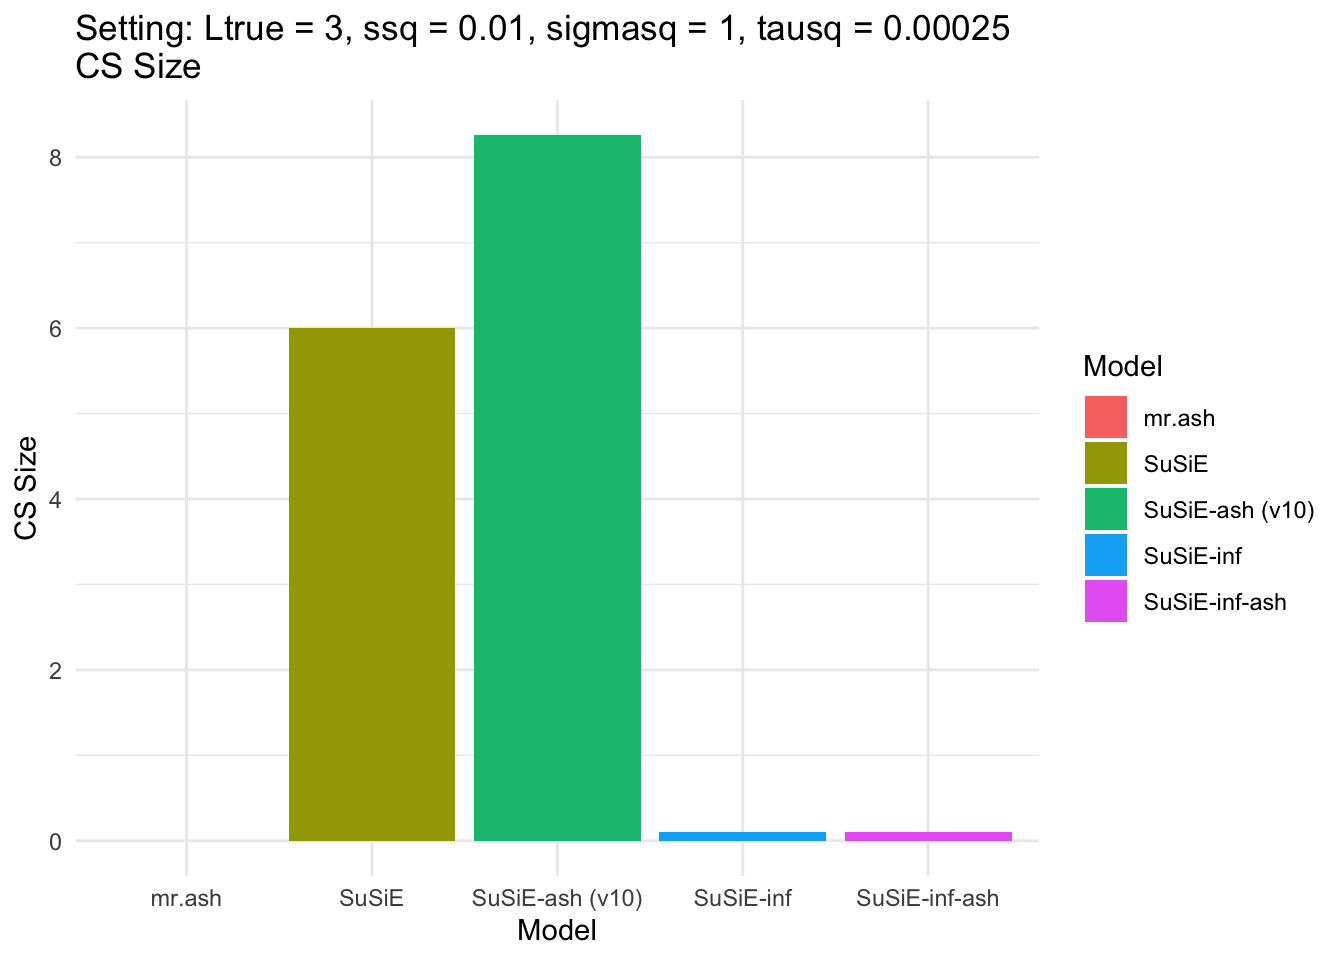 Setting: Ltrue = 3, ssq = 0.01, sigmasq = 1, tausq = 0.00025
CS Size
8
6
4
2
0
CS Size
mr.ash
SuSiE
SuSiE-ash (v10)
SuSiE-inf
SuSiE-inf-ash
Model
Model
mr.ash
SuSiE
SuSiE-ash (v10)
SuSiE-inf
SuSiE-inf-ash